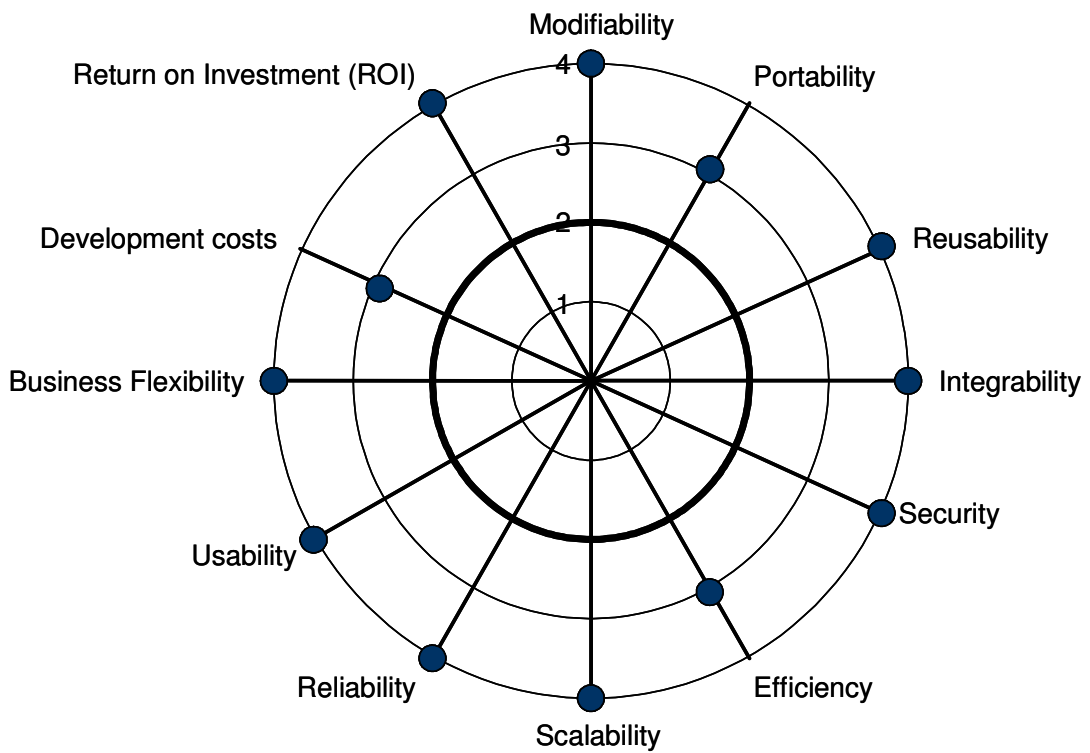 Modifiability
Return on Investment (ROI)
4
Portability
3
2
Development costs
Reusability
1
Business Flexibility
Integrability
Security
Usability
Reliability
Efficiency
Scalability